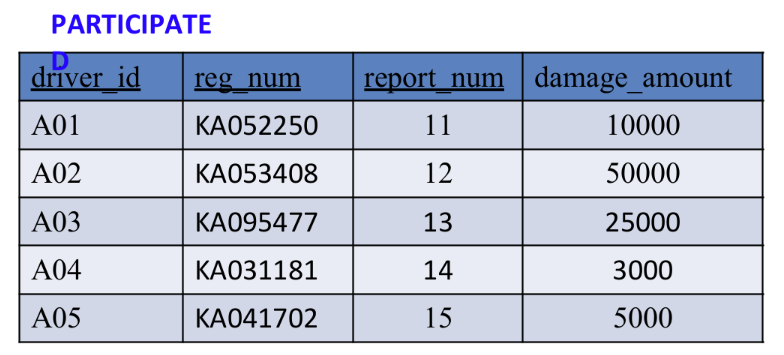 PARTICIPATE
D
driver_id reg_num report_num damage_amount
A01 KA052250 11 10000
A02 KA053408 12 50000
A03 KA095477 13 25000
A04 KA031181 14 3000
A05 KA041702 15 5000